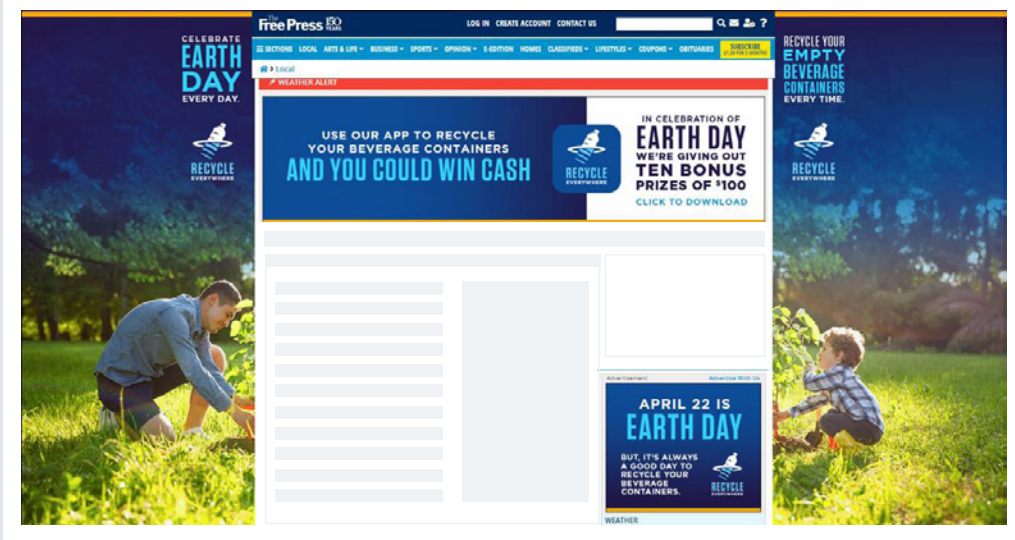 CELEBRATE
EARTH
DAY
EVERY DAY.
RECYCLE
EVERYWHERE
The
Free Press 150
YEARS
LOG IN CREATE ACCOUNT CONTACT US
SECTIONS LOCAL ARTS & LIFE BUSINESS SPORTS OPINION E-EDITION HOMES CLASSIFIEDS LIFESTYLES COUPONS OBITUARIES SUBSCRIBE
Local
WEATHER ALERT
USE OUR APP TO RECYCLE
YOUR BEVERAGE CONTAINERS
AND YOU COULD WIN CASH
RECYCLE
EVERYWHERE
IN CELEBRATION OF
EARTH DAY
WE'RE GIVING OUT
TEN BONUS
PRIZES OF $100
CLICK TO DOWNLOAD
Advertisement Advertise With Us
APRIL 22 IS
EARTH DAY
BUT, IT'S ALWAYS
A GOOD DAY TO
RECYCLE YOUR
BEVERAGE
CONTAINERS.
RECYCLE
EVERYWHERE
WEATHER
RECYCLE YOUR
EMPTY
BEVERAGE
CONTAINERS
EVERY TIME.
RECYCLE
EVERYWHERE